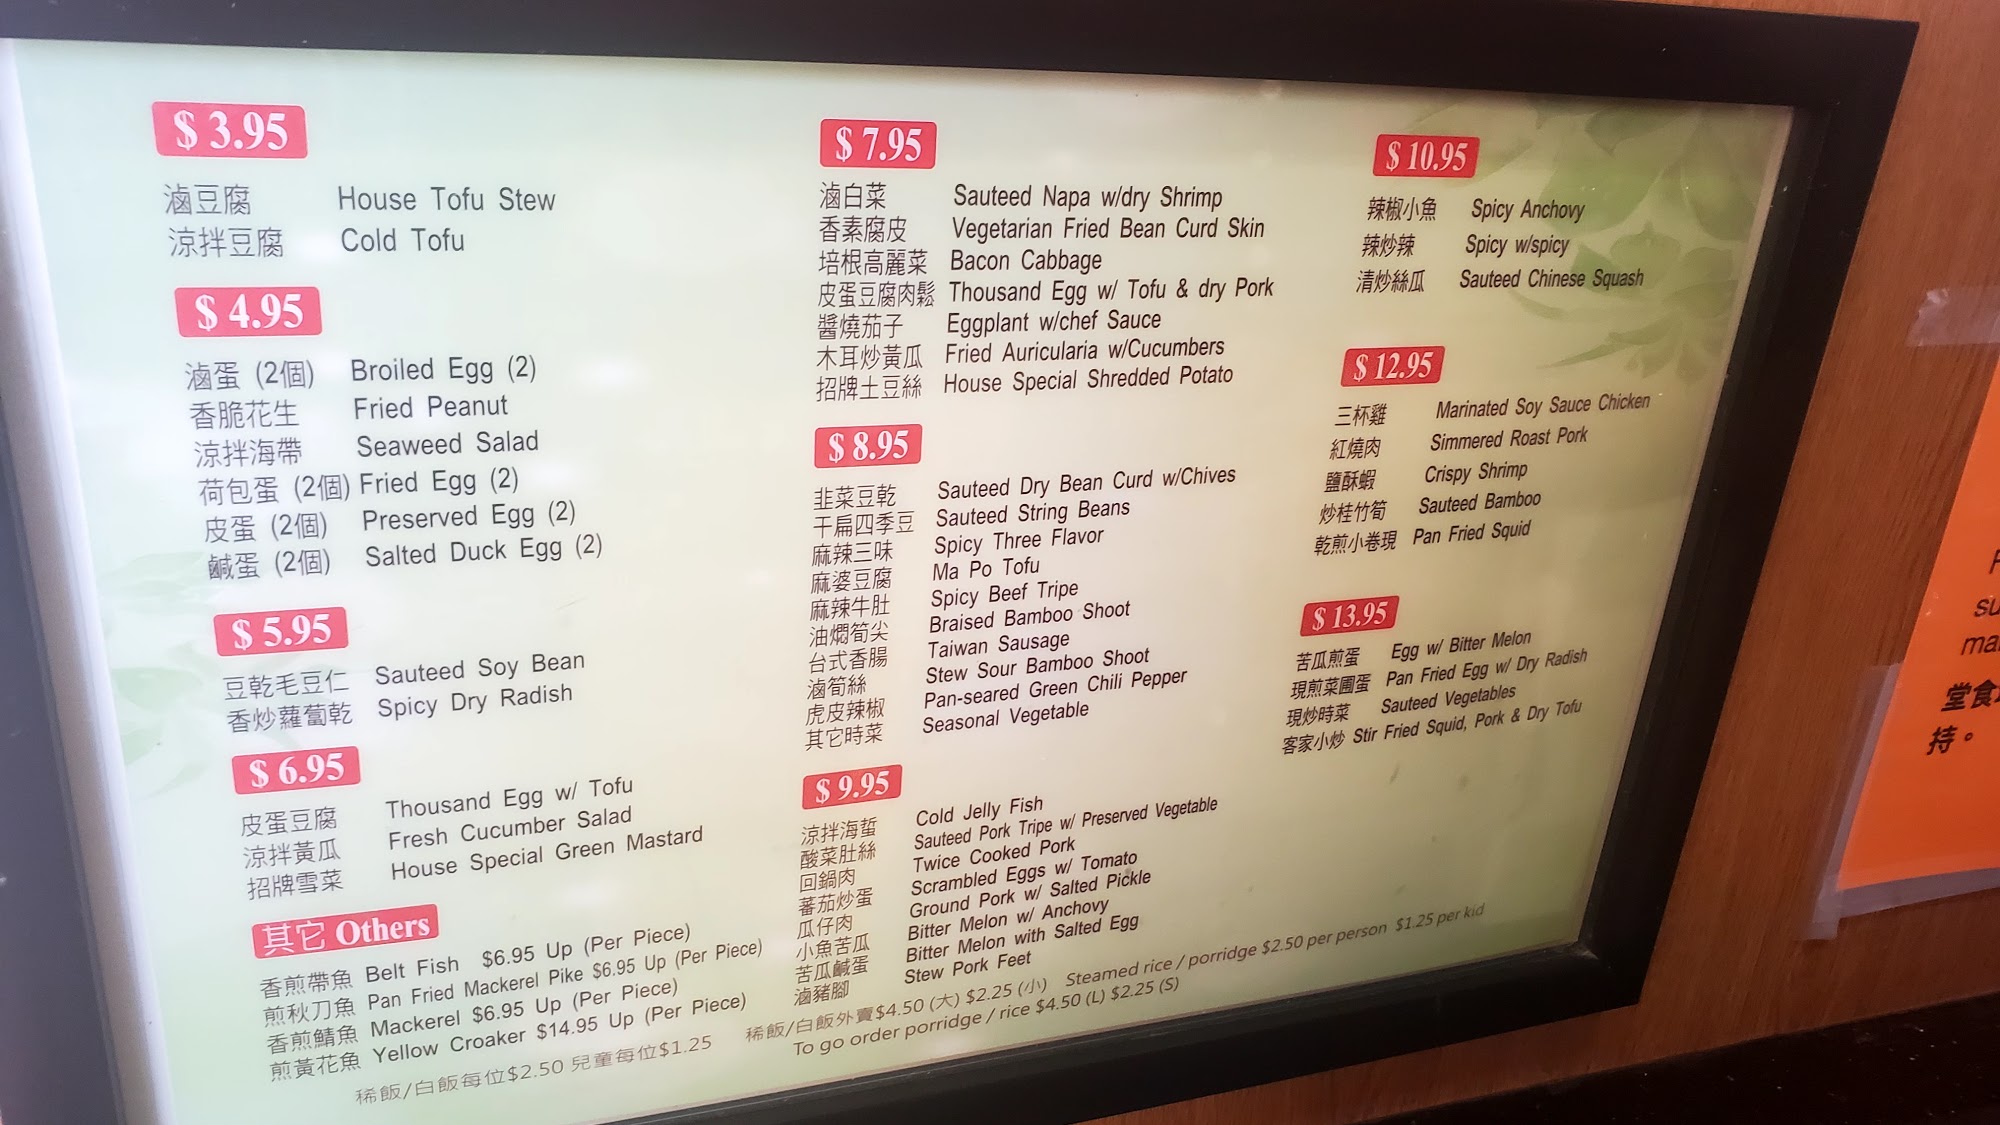 $ 3.95
滷豆腐 House Tofu Stew
涼拌豆腐 Cold Tofu
$ 4.95
滷蛋 (2個) Broiled Egg (2)
香脆花生 Fried Peanut
涼拌海帶 Seaweed Salad
荷包蛋 (2個) Fried Egg (2)
皮蛋 (2個) Preserved Egg (2)
鹹蛋 (2個) Salted Duck Egg (2)
$ 5.95
豆乾毛豆仁 Sauteed Soy Bean
香炒蘿蔔乾 Spicy Dry Radish
$ 6.95
皮蛋豆腐 Thousand Egg w/ Tofu
涼拌黃瓜 Fresh Cucumber Salad
招牌雪菜 House Special Green Mastard
其它 Others
香煎帶魚 Belt Fish $6.95 Up (Per Piece)
煎秋刀魚 Pan Fried Mackerel Pike $6.95 Up (Per Piece)
香煎鯖魚 Mackerel $6.95 Up (Per Piece)
煎黃花魚 Yellow Croaker $14.95 Up (Per Piece)
稀飯/白飯每位$2.50 兒童每位$1.25
$ 7.95
滷白菜 Sauteed Napa w/dry Shrimp
香素腐皮 Vegetarian Fried Bean Curd Skin
培根高麗菜 Bacon Cabbage
皮蛋豆腐肉鬆 Thousand Egg w/ Tofu & dry Pork
醬燒茄子 Eggplant w/chef Sauce
木耳炒黃瓜 Fried Auricularia w/Cucumbers
招牌土豆絲 House Special Shredded Potato
$ 8.95
韭菜豆乾 Sauteed Dry Bean Curd w/Chives
干扁四季豆 Sauteed String Beans
麻辣三味 Spicy Three Flavor
麻婆豆腐 Ma Po Tofu
麻辣牛肚 Spicy Beef Tripe
油燜筍尖 Braised Bamboo Shoot
台式香腸 Taiwan Sausage
滷筍絲 Stew Sour Bamboo Shoot
虎皮辣椒 Pan-seared Green Chili Pepper
其它時菜 Seasonal Vegetable
$ 9.95
涼拌海蜇 Cold Jelly Fish
酸菜肚絲 Sauteed Pork Tripe w/ Preserved Vegetable
回鍋肉 Twice Cooked Pork
蕃茄炒蛋 Scrambled Eggs w/ Tomato
瓜仔肉 Ground Pork w/ Salted Pickle
小魚苦瓜 Bitter Melon w/ Anchovy
苦瓜鹹蛋 Bitter Melon with Salted Egg
滷豬腳 Stew Pork Feet
稀飯/白飯外賣$4.50 (大) $2.25 (小) Steamed rice / porridge $2.50 per person $1.25 per kid
To go order porridge / rice $4.50 (L) $2.25 (S)
$ 10.95
辣椒小魚 Spicy Anchovy
辣炒辣 Spicy w/spicy
清炒絲瓜 Sauteed Chinese Squash
$ 12.95
三杯雞 Marinated Soy Sauce Chicken
紅燒肉 Simmered Roast Pork
鹽酥蝦 Crispy Shrimp
炒桂竹筍 Sauteed Bamboo
乾煎小卷現 Pan Fried Squid
$ 13.95
苦瓜煎蛋 Egg w/ Bitter Melon
現煎菜圃蛋 Pan Fried Egg w/ Dry Radish
現炒時菜 Sauteed Vegetables
客家小炒 Stir Fried Squid, Pork & Dry Tofu
堂食
持。